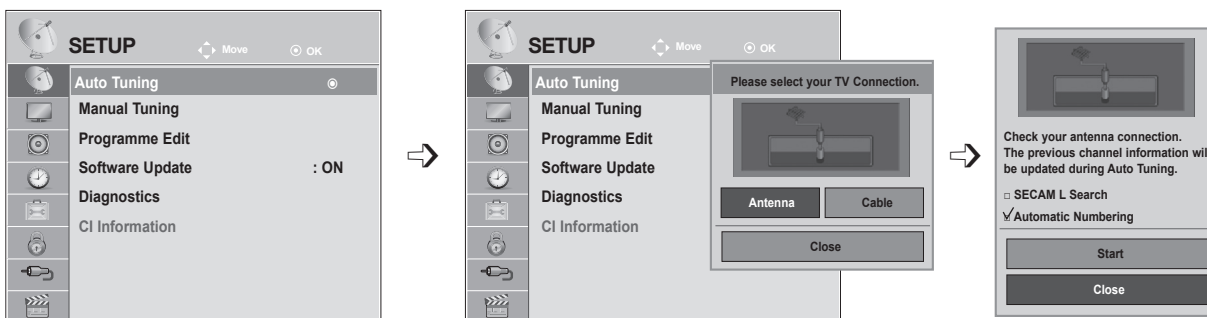 SETUP Move OK
Auto Tuning
Manual Tuning
Programme Edit
Software Update : ON
Diagnostics
CI Information
SETUP Move OK
Auto Tuning
Manual Tuning
Programme Edit
Software Update
Diagnostics
CI Information
Please select your TV Connection.
Antenna Cable
Close
Check your antenna connection.
The previous channel information wil
be updated during Auto Tuning.
SECAM L Search
Automatic Numbering
Start
Close